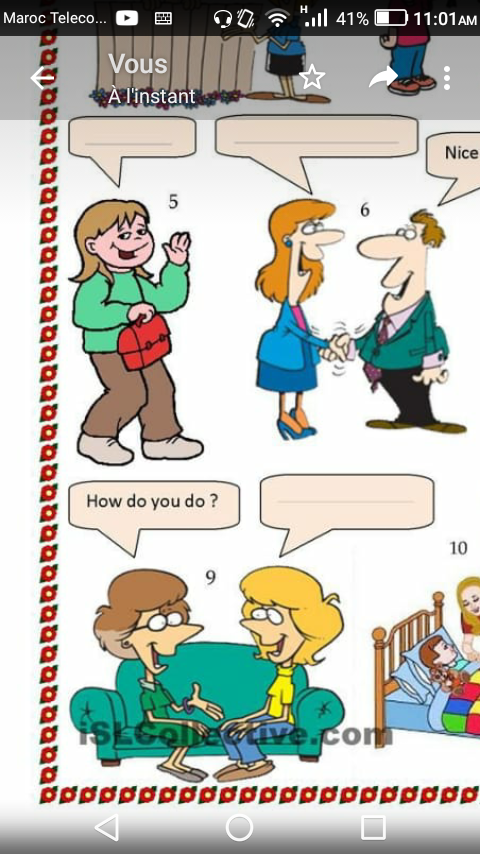 Maroc Teleco...
H
41%
11:01AM
Vous
À l'instant
Nice
5
6
How do you do ?
9
10
iSLCollective.com